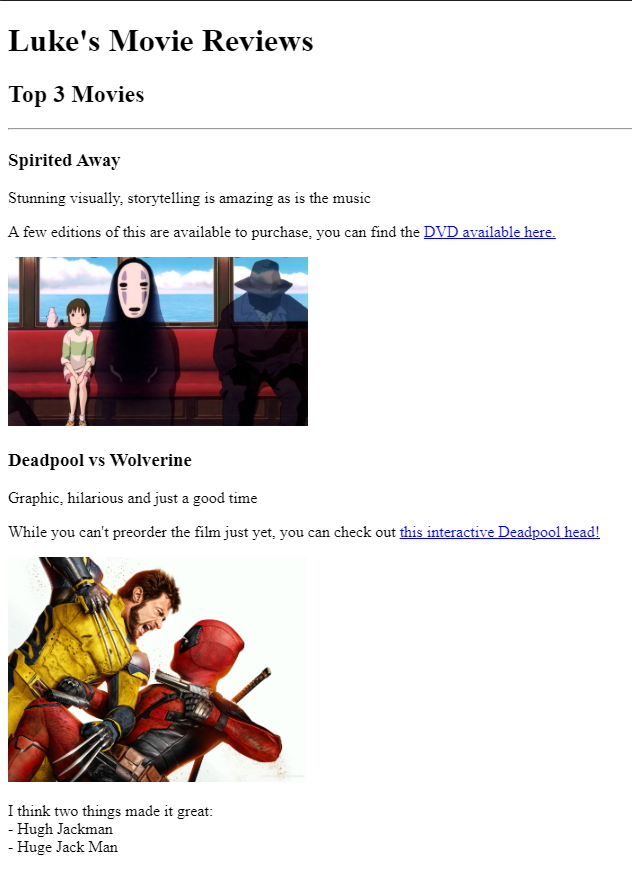 Luke's Movie Reviews
Top 3 Movies
Spirited Away
Stunning visually, storytelling is amazing as is the music
A few editions of this are available to purchase, you can find the DVD available here.
Deadpool vs Wolverine
Graphic, hilarious and just a good time
While you can't preorder the film just yet, you can check out this interactive Deadpool head!
I think two things made it great:
- Hugh Jackman
- Huge Jack Man